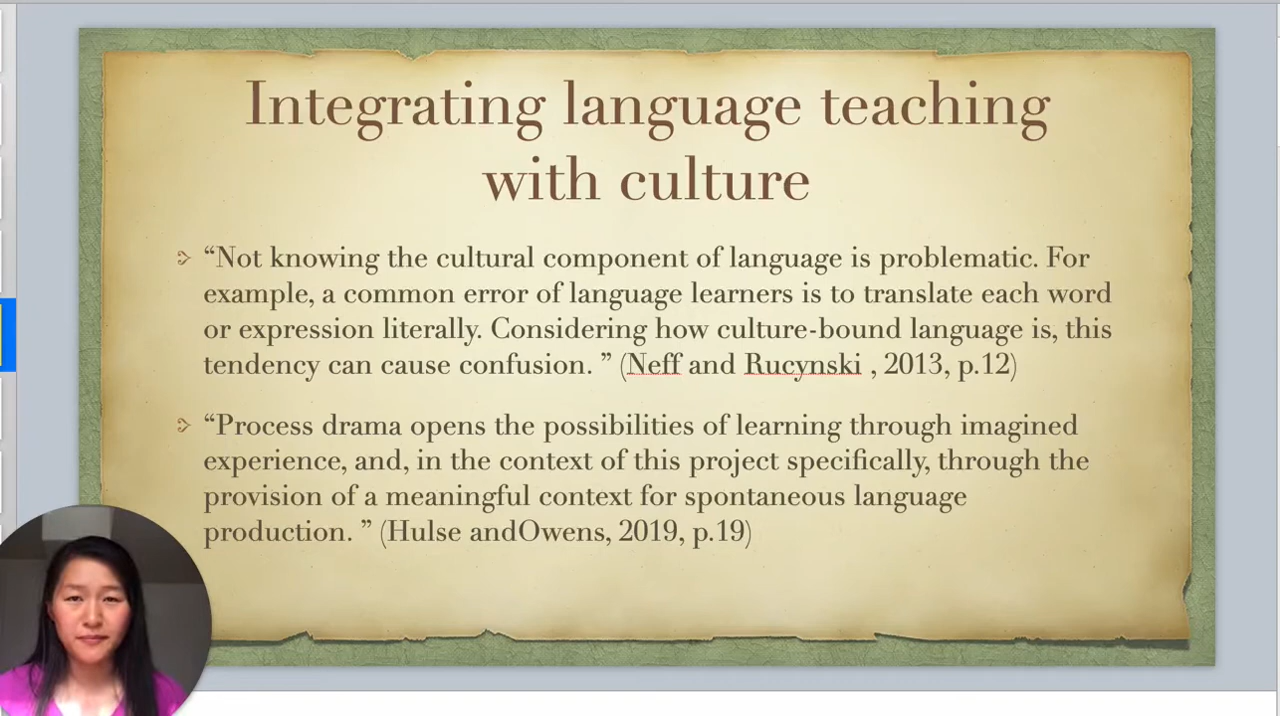 Integrating language teaching
with culture
“Not knowing the cultural component of language is problematic. For
example, a common error of language learners is to translate each word
or expression literally. Considering how culture-bound language is, this
tendency can cause confusion. ” (Neff and Rucynski , 2013, p.12)
“Process drama opens the possibilities of learning through imagined
experience, and, in the context of this project specifically, through the
provision of a meaningful context for spontaneous language
production. ” (Hulse andOwens, 2019, p.19)